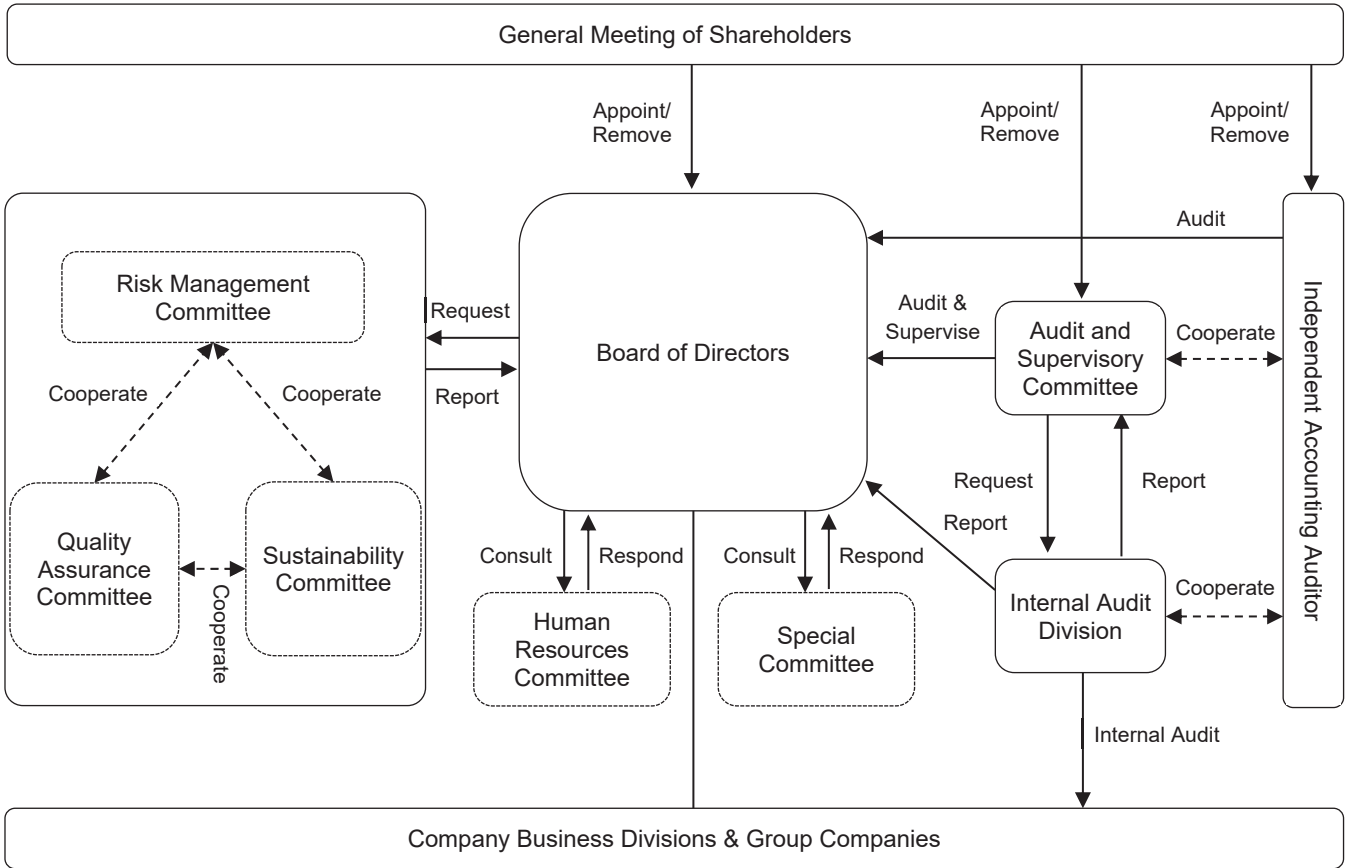 General Meeting of Shareholders
Appoint/
Remove
Appoint/
Remove
Appoint/
Remove
Risk Management
Committee
Cooperate
Cooperate
Quality
Assurance
Committee
Sustainability
Committee
Cooperate
Request
Report
Board of Directors
Audit
Audit &
Supervise
Audit and
Supervisory
Committee
Cooperate
Independent Accounting Auditor
Request
Report
Report
Consult
Respond
Consult
Respond
Human
Resources
Committee
Special
Committee
Internal Audit
Division
Cooperate
Internal Audit
Company Business Divisions & Group Companies